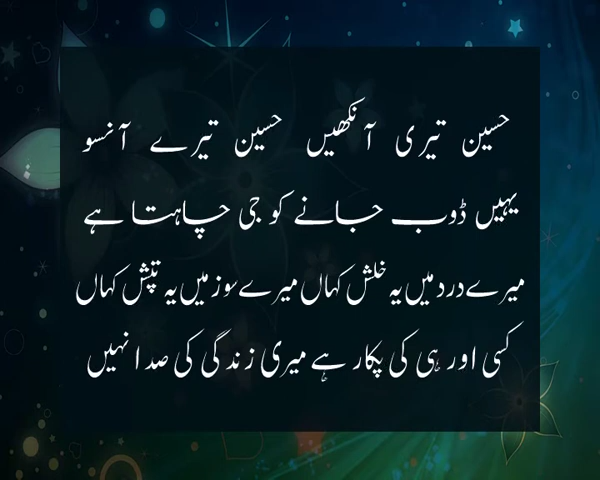 حسین تیری آنکھیں حسین تیرے آنسو
یہیں ڈوب جانے کو جی چاہتا ہے
میرے درد میں یہ خلش کہاں میرے سوز میں یہ تپش کہاں
کسی اور ہی کی پکار ہے میری زندگی کی صدا نہیں